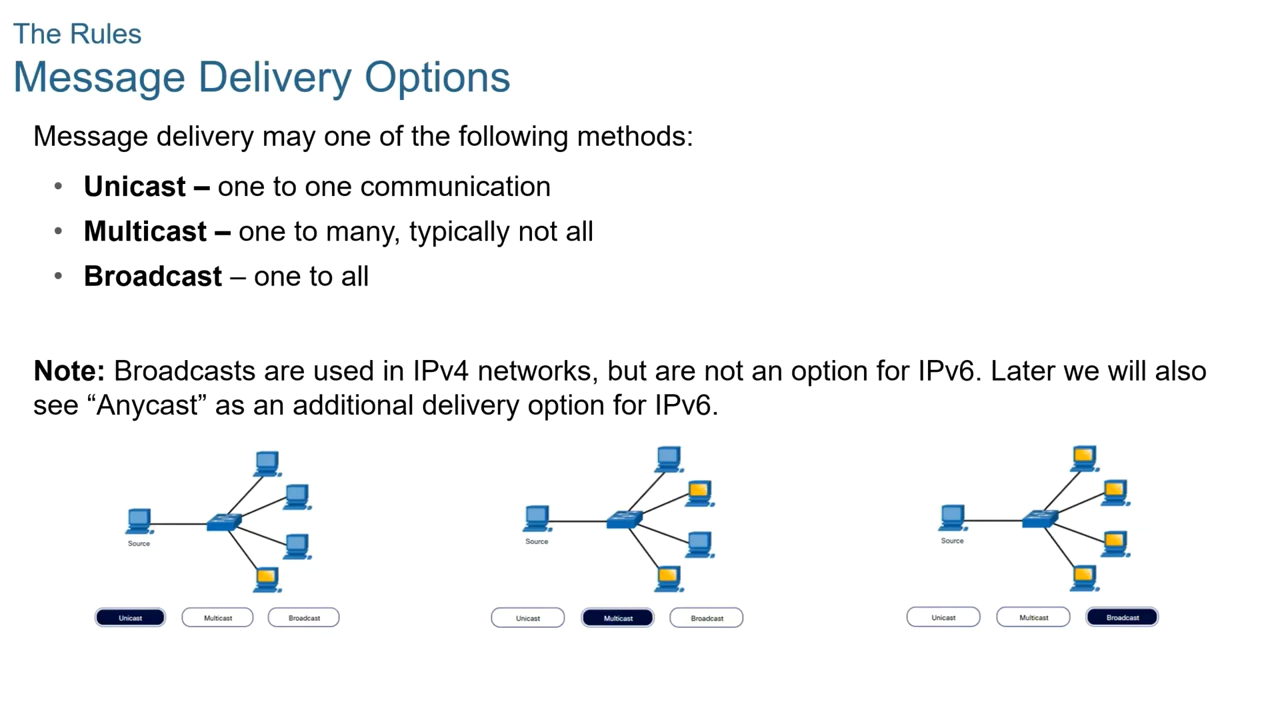 The Rules
Message Delivery Options
Message delivery may one of the following methods:
• Unicast – one to one communication
• Multicast – one to many, typically not all
• Broadcast – one to all
Note: Broadcasts are used in IPv4 networks, but are not an option for IPv6. Later we will also
see “Anycast” as an additional delivery option for IPv6.
Source
Unicast Multicast Broadcast
Source
Unicast Multicast Broadcast
Source
Unicast Multicast Broadcast